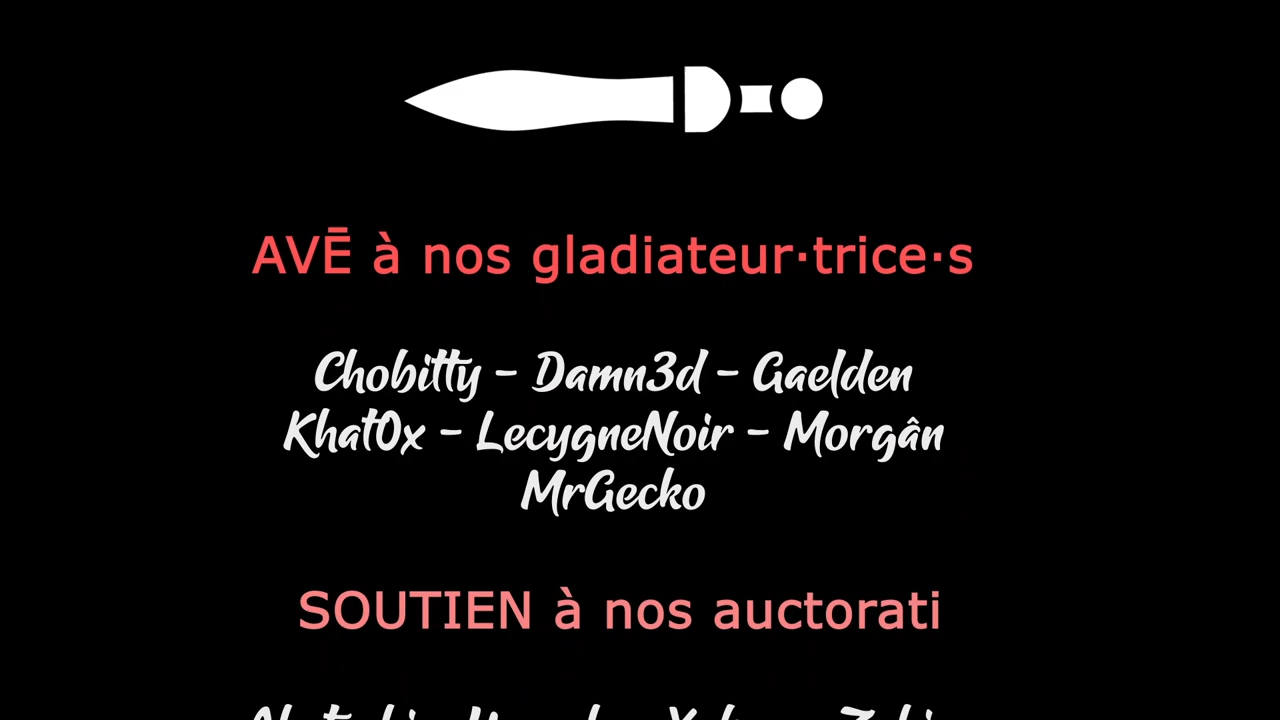 AVĒ à nos gladiateur·trice·s
Chobitty - Damn3d - Gaelden
Khat0x - LecygneNoir - Morgân
MrGecko
SOUTIEN à nos auctorati